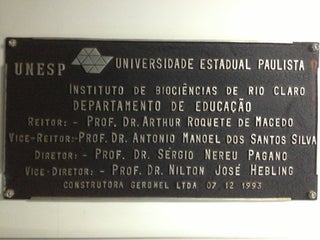 UNESP UNIVERSIDADE ESTADUAL PAULISTA
INSTITUTO DE BIOCIÊNCIAS DE RIO CLARO
DEPARTAMENTO DE EDUCAÇÃO
REITOR: - PROF. DR. ARTHUR ROQUETE DE MACEDO
VICE-REITOR:-PROF. DR. ANTONIO MANOEL DOS SANTOS SILVA
DIRETOR: - PROF. DR. SÉRGIO NEREU PAGANO
VICE-DIRETOR: - PROF. DR. NILTON JOSÉ HEBLING
CONSTRUTORA GEROMEL LTDA 07 12 1993